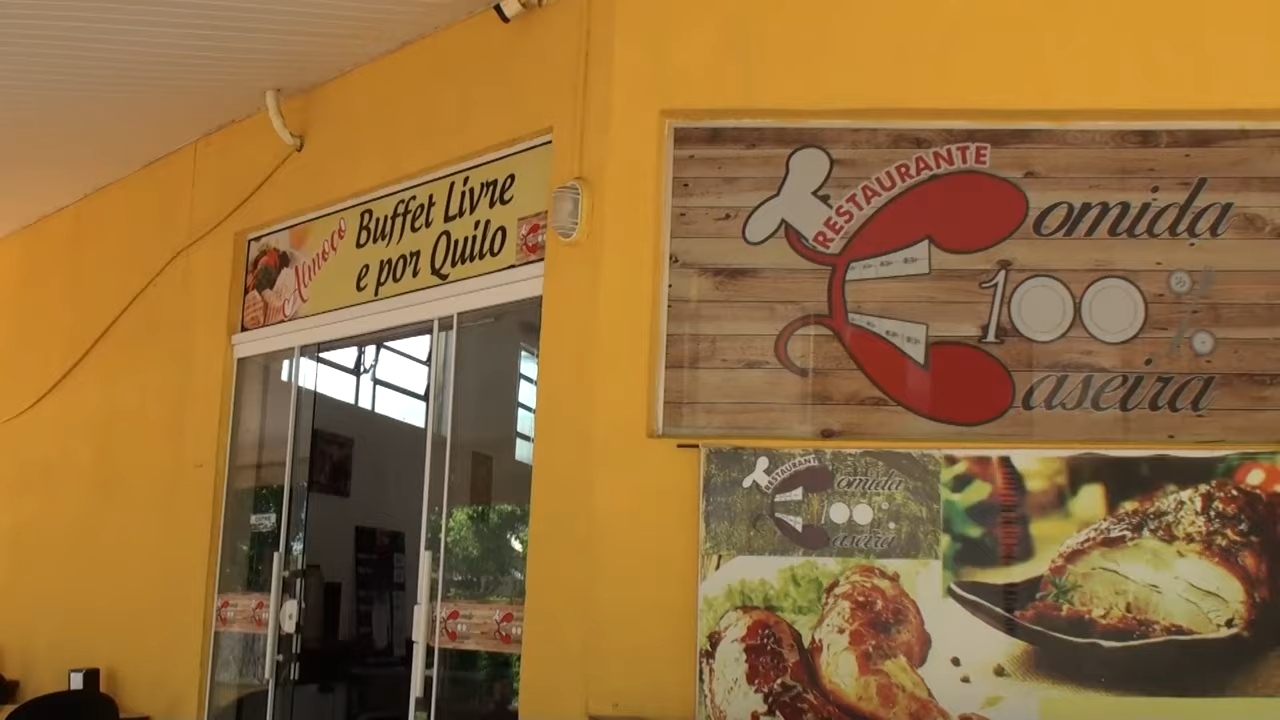 Almoço
Buffet Livre
e por Quilo
RESTAURANTE
Comida
100%
Caseira
RESTAURANTE
Comida
100%
Caseira